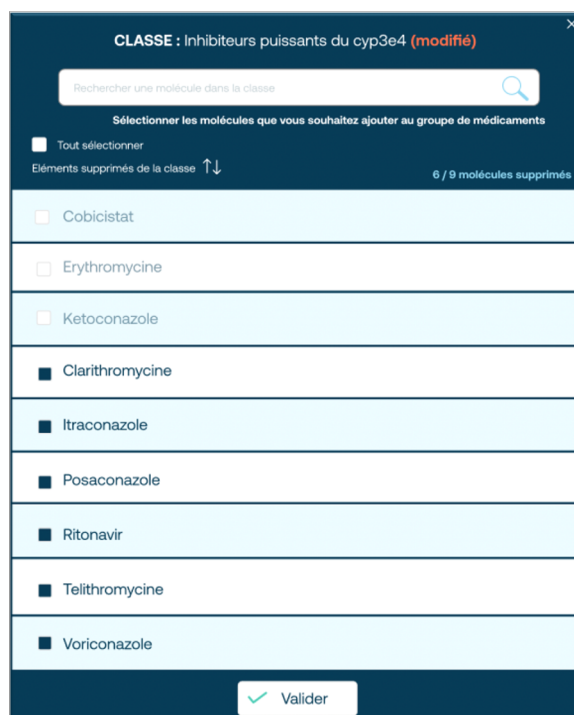 CLASSE : Inhibiteurs puissants du cyp3e4 (modifié)
Rechercher une molécule dans la classe
Sélectionner les molécules que vous souhaitez ajouter au groupe de médicaments
Tout sélectionner
Eléments supprimés de la classe ↑↓
6 / 9 molécules supprimés
Cobicistat
Erythromycine
Ketoconazole
Clarithromycine
Itraconazole
Posaconazole
Ritonavir
Telithromycine
Voriconazole
Valider